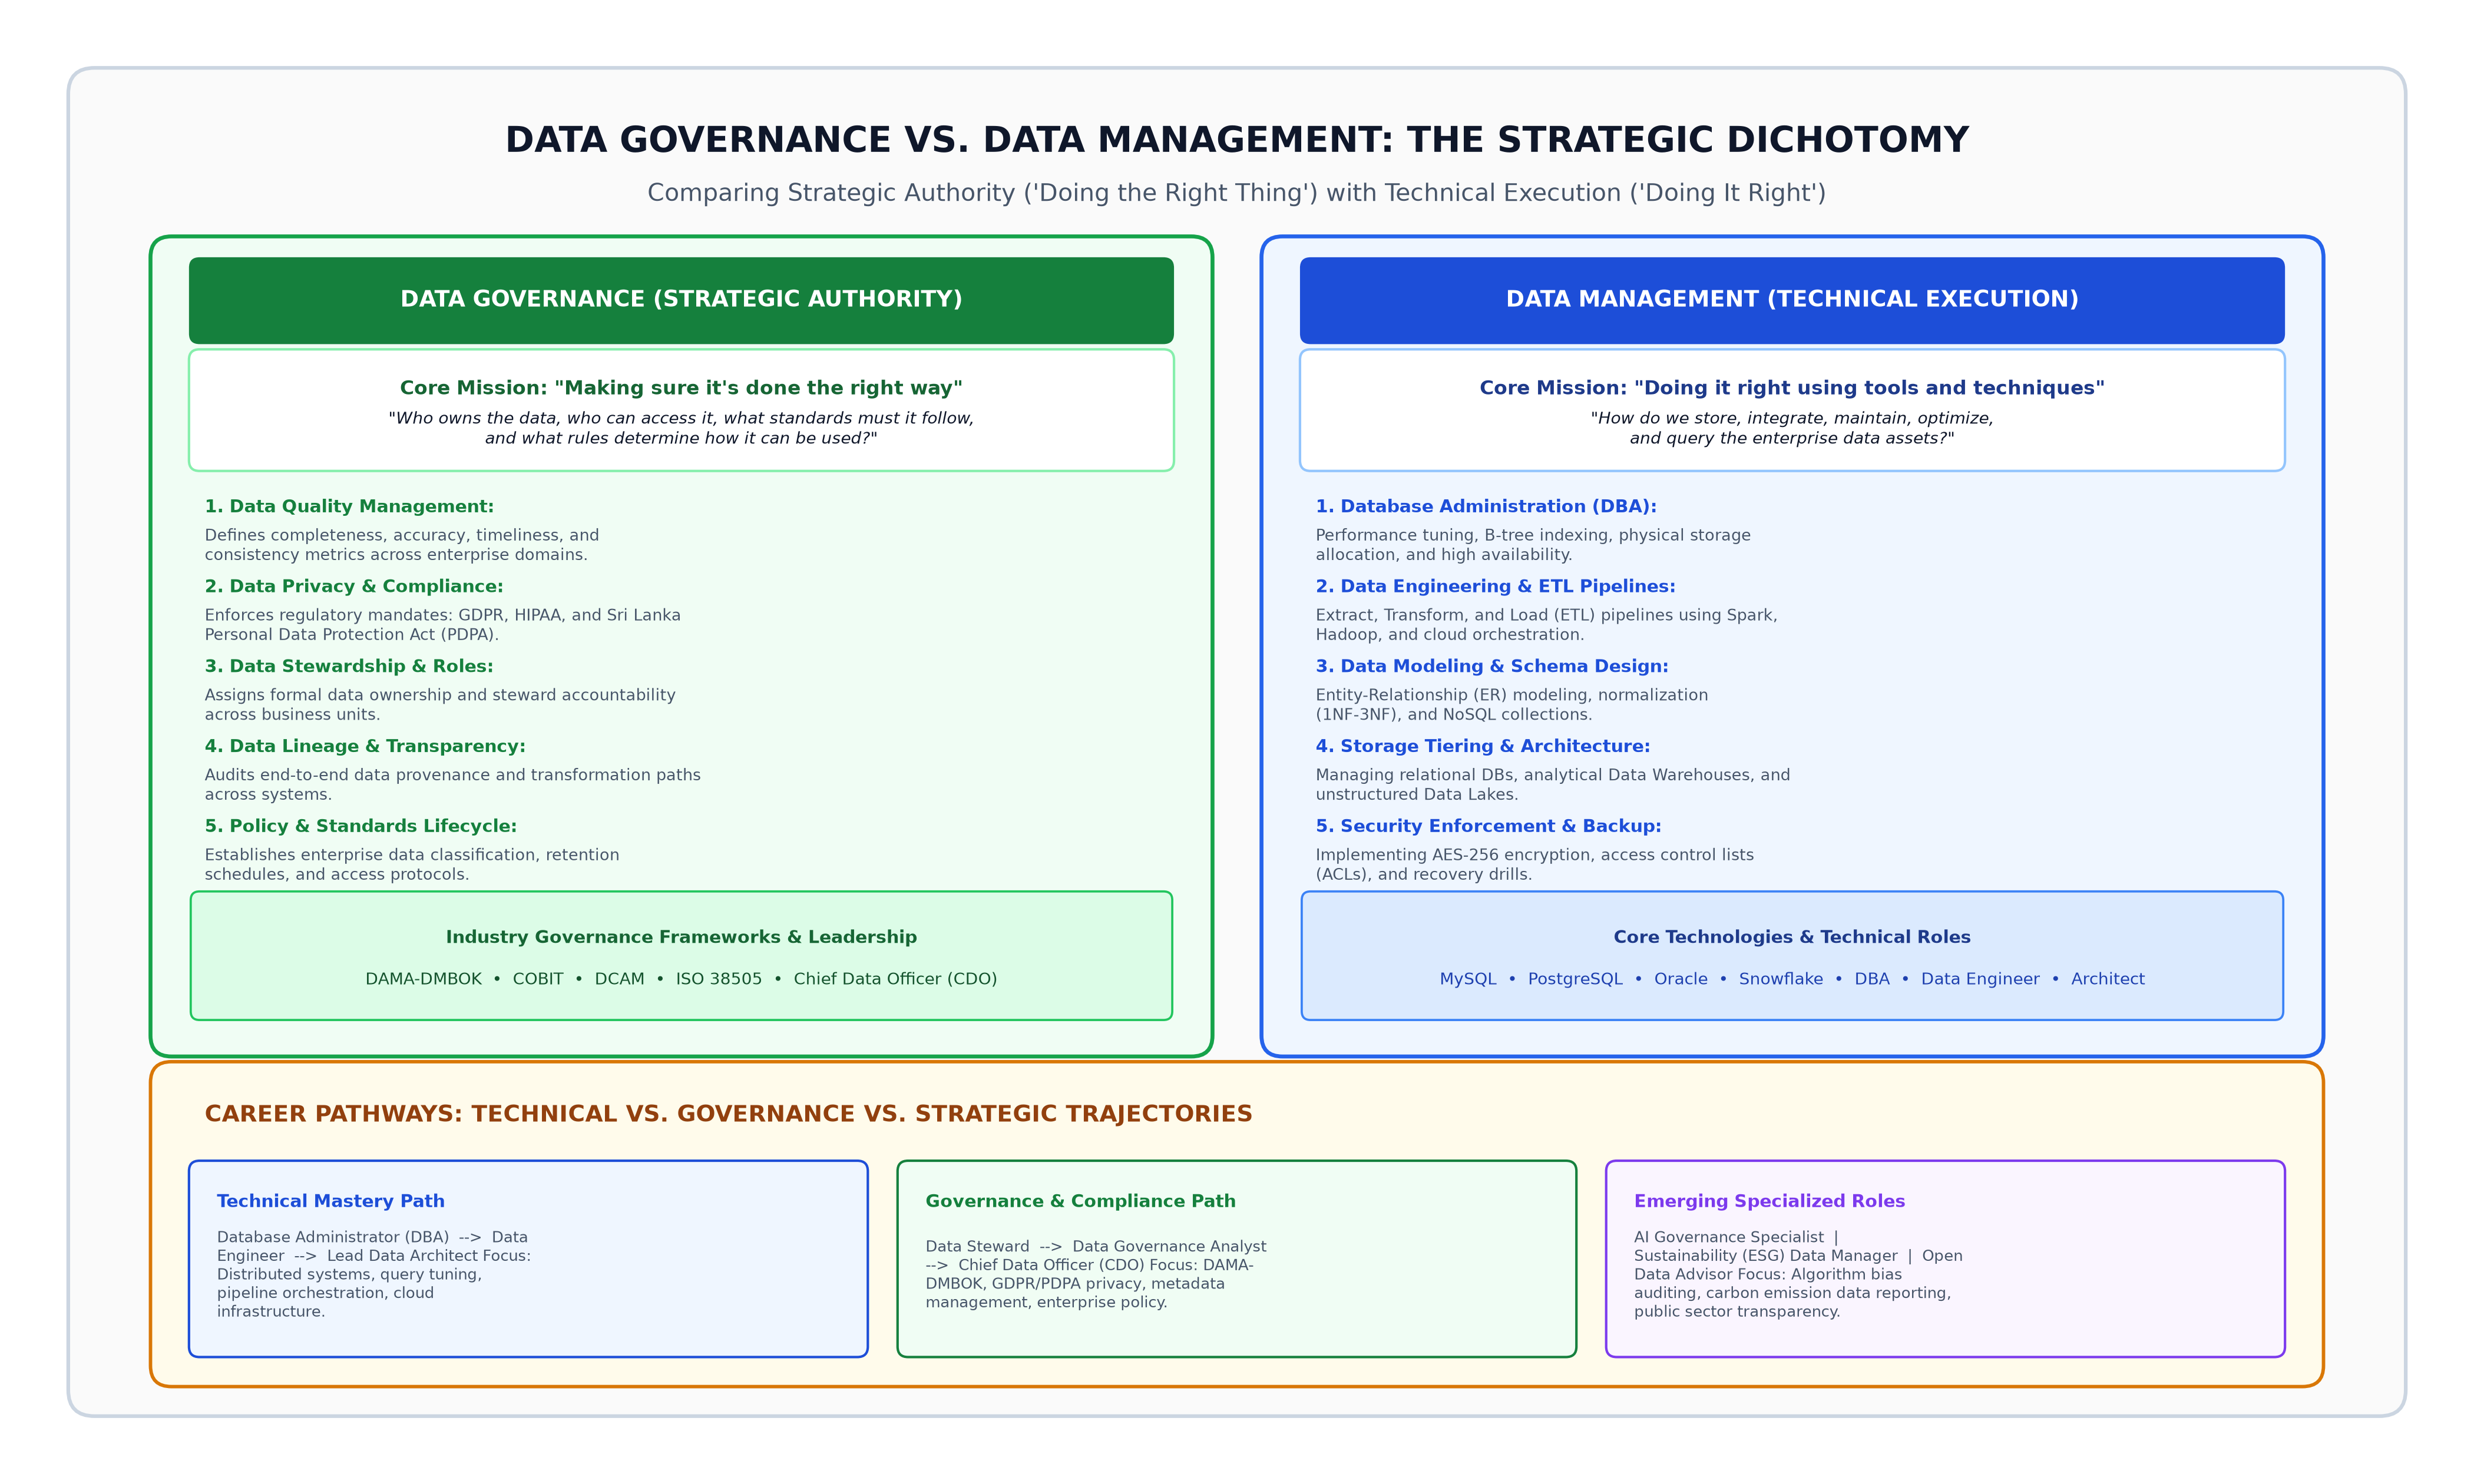 DATA GOVERNANCE VS. DATA MANAGEMENT: THE STRATEGIC DICHOTOMY
Comparing Strategic Authority ('Doing the Right Thing') with Technical Execution ('Doing It Right')
DATA GOVERNANCE (STRATEGIC AUTHORITY)
Core Mission: "Making sure it's done the right way"
"Who owns the data, who can access it, what standards must it follow,
and what rules determine how it can be used?"
1. Data Quality Management:
Defines completeness, accuracy, timeliness, and
consistency metrics across enterprise domains.
2. Data Privacy & Compliance:
Enforces regulatory mandates: GDPR, HIPAA, and Sri Lanka
Personal Data Protection Act (PDPA).
3. Data Stewardship & Roles:
Assigns formal data ownership and steward accountability
across business units.
4. Data Lineage & Transparency:
Audits end-to-end data provenance and transformation paths
across systems.
5. Policy & Standards Lifecycle:
Establishes enterprise data classification, retention
schedules, and access protocols.
Industry Governance Frameworks & Leadership
DAMA-DMBOK • COBIT • DCAM • ISO 38505 • Chief Data Officer (CDO)
DATA MANAGEMENT (TECHNICAL EXECUTION)
Core Mission: "Doing it right using tools and techniques"
"How do we store, integrate, maintain, optimize,
and query the enterprise data assets?"
1. Database Administration (DBA):
Performance tuning, B-tree indexing, physical storage
allocation, and high availability.
2. Data Engineering & ETL Pipelines:
Extract, Transform, and Load (ETL) pipelines using Spark,
Hadoop, and cloud orchestration.
3. Data Modeling & Schema Design:
Entity-Relationship (ER) modeling, normalization
(1NF-3NF), and NoSQL collections.
4. Storage Tiering & Architecture:
Managing relational DBs, analytical Data Warehouses, and
unstructured Data Lakes.
5. Security Enforcement & Backup:
Implementing AES-256 encryption, access control lists
(ACLs), and recovery drills.
Core Technologies & Technical Roles
MySQL • PostgreSQL • Oracle • Snowflake • DBA • Data Engineer • Architect
CAREER PATHWAYS: TECHNICAL VS. GOVERNANCE VS. STRATEGIC TRAJECTORIES
Technical Mastery Path
Database Administrator (DBA) --> Data
Engineer --> Lead Data Architect Focus:
Distributed systems, query tuning,
pipeline orchestration, cloud
infrastructure.
Governance & Compliance Path
Data Steward --> Data Governance Analyst
--> Chief Data Officer (CDO) Focus: DAMA-
DMBOK, GDPR/PDPA privacy, metadata
management, enterprise policy.
Emerging Specialized Roles
AI Governance Specialist |
Sustainability (ESG) Data Manager | Open
Data Advisor Focus: Algorithm bias
auditing, carbon emission data reporting,
public sector transparency.